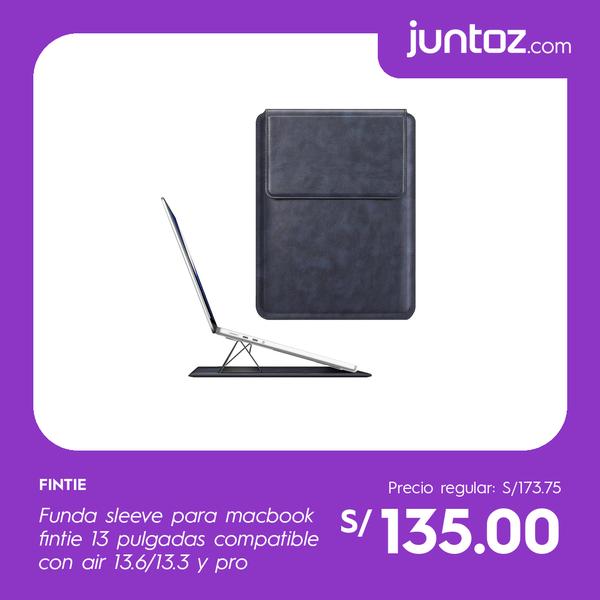 juntoz.com
FINTIE
Funda sleeve para macbook
fintie 13 pulgadas compatible
con air 13.6/13.3 y pro
Precio regular: S/173.75
S/135.00